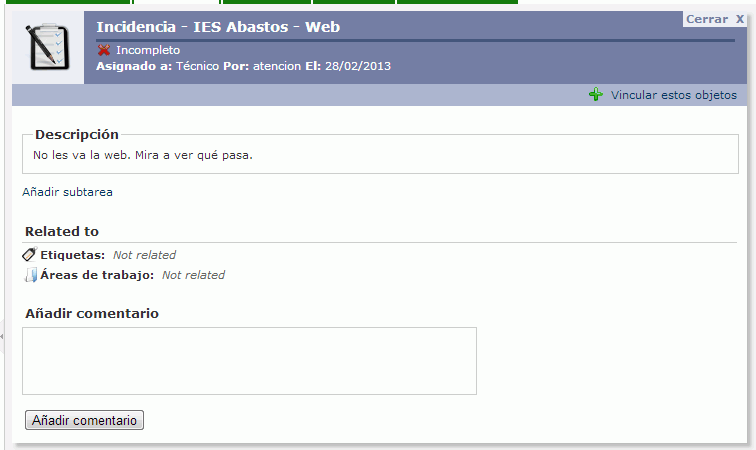 Cerrar X
Incidencia - IES Abastos - Web
Incompleto
Asignado a: Técnico Por: atencion El: 28/02/2013
Vincular estos objetos
Descripción
No les va la web. Mira a ver qué pasa.
Añadir subtarea
Related to
Etiquetas: Not related
Áreas de trabajo: Not related
Añadir comentario
Añadir comentario